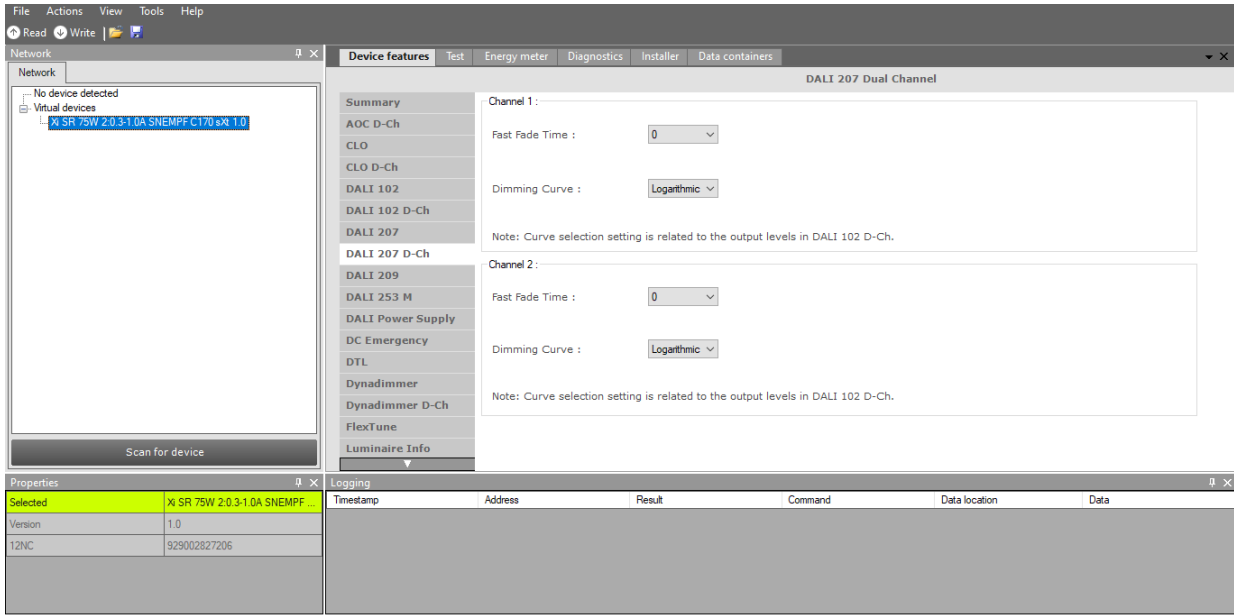 File Actions View Tools Help
Read Write
Network
Network
No device detected
Virtual devices
Xi SR 75W 2:0.3-1.0A SNEMPF C170 sXt 1.0
Scan for device
Device features Test Energy meter Diagnostics Installer Data containers
DALI 207 Dual Channel
Summary
AOC D-Ch
CLO
CLO D-Ch
DALI 102
DALI 102 D-Ch
DALI 207
DALI 207 D-Ch
DALI 209
DALI 253 M
DALI Power Supply
DC Emergency
DTL
Dynadimmer
Dynadimmer D-Ch
FlexTune
Luminaire Info
Channel 1 :
Fast Fade Time : 0
Dimming Curve : Logarithmic
Note: Curve selection setting is related to the output levels in DALI 102 D-Ch.
Channel 2 :
Fast Fade Time : 0
Dimming Curve : Logarithmic
Note: Curve selection setting is related to the output levels in DALI 102 D-Ch.
Properties
Selected Xi SR 75W 2:0.3-1.0A SNEMPF ...
Version 1.0
12NC 929002827206
Logging
Timestamp Address Result Command Data location Data